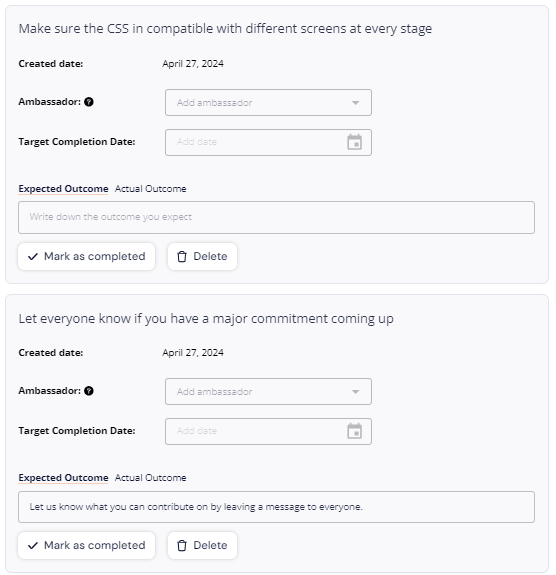 Make sure the CSS in compatible with different screens at every stage
Created date: April 27, 2024
Ambassador: Add ambassador
Target Completion Date: Add date
Expected Outcome Actual Outcome
Write down the outcome you expect
Mark as completed Delete
Let everyone know if you have a major commitment coming up
Created date: April 27, 2024
Ambassador: Add ambassador
Target Completion Date: Add date
Expected Outcome Actual Outcome
Let us know what you can contribute on by leaving a message to everyone.
Mark as completed Delete